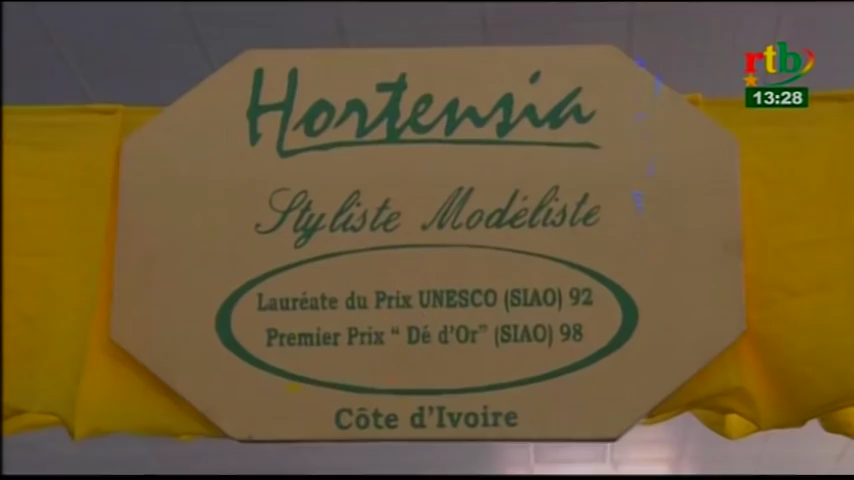 Hortensia
rtb
13:28
Styliste Modéliste
Lauréate du Prix UNESCO (SIAO) 92
Premier Prix “ Dé d'Or” (SIAO) 98
Côte d'Ivoire